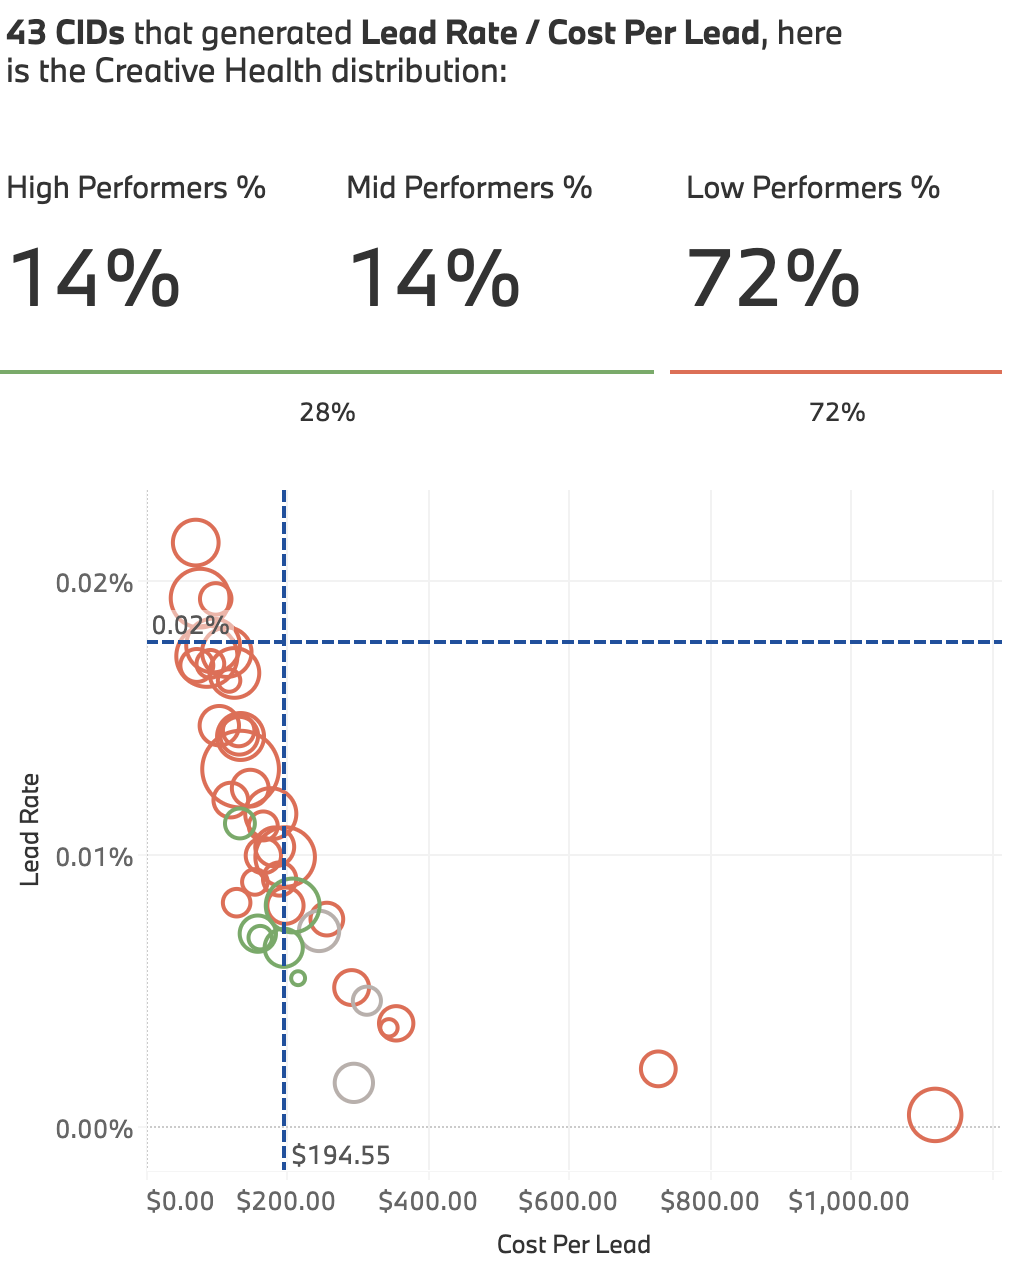 43 CIDs that generated Lead Rate / Cost Per Lead, here
is the Creative Health distribution:
High Performers % Mid Performers % Low Performers %
14% 14% 72%
28% 72%
0.02%
0.02%
0.01%
0.00%
Lead Rate
$194.55
$0.00 $200.00 $400.00 $600.00 $800.00 $1,000.00
Cost Per Lead